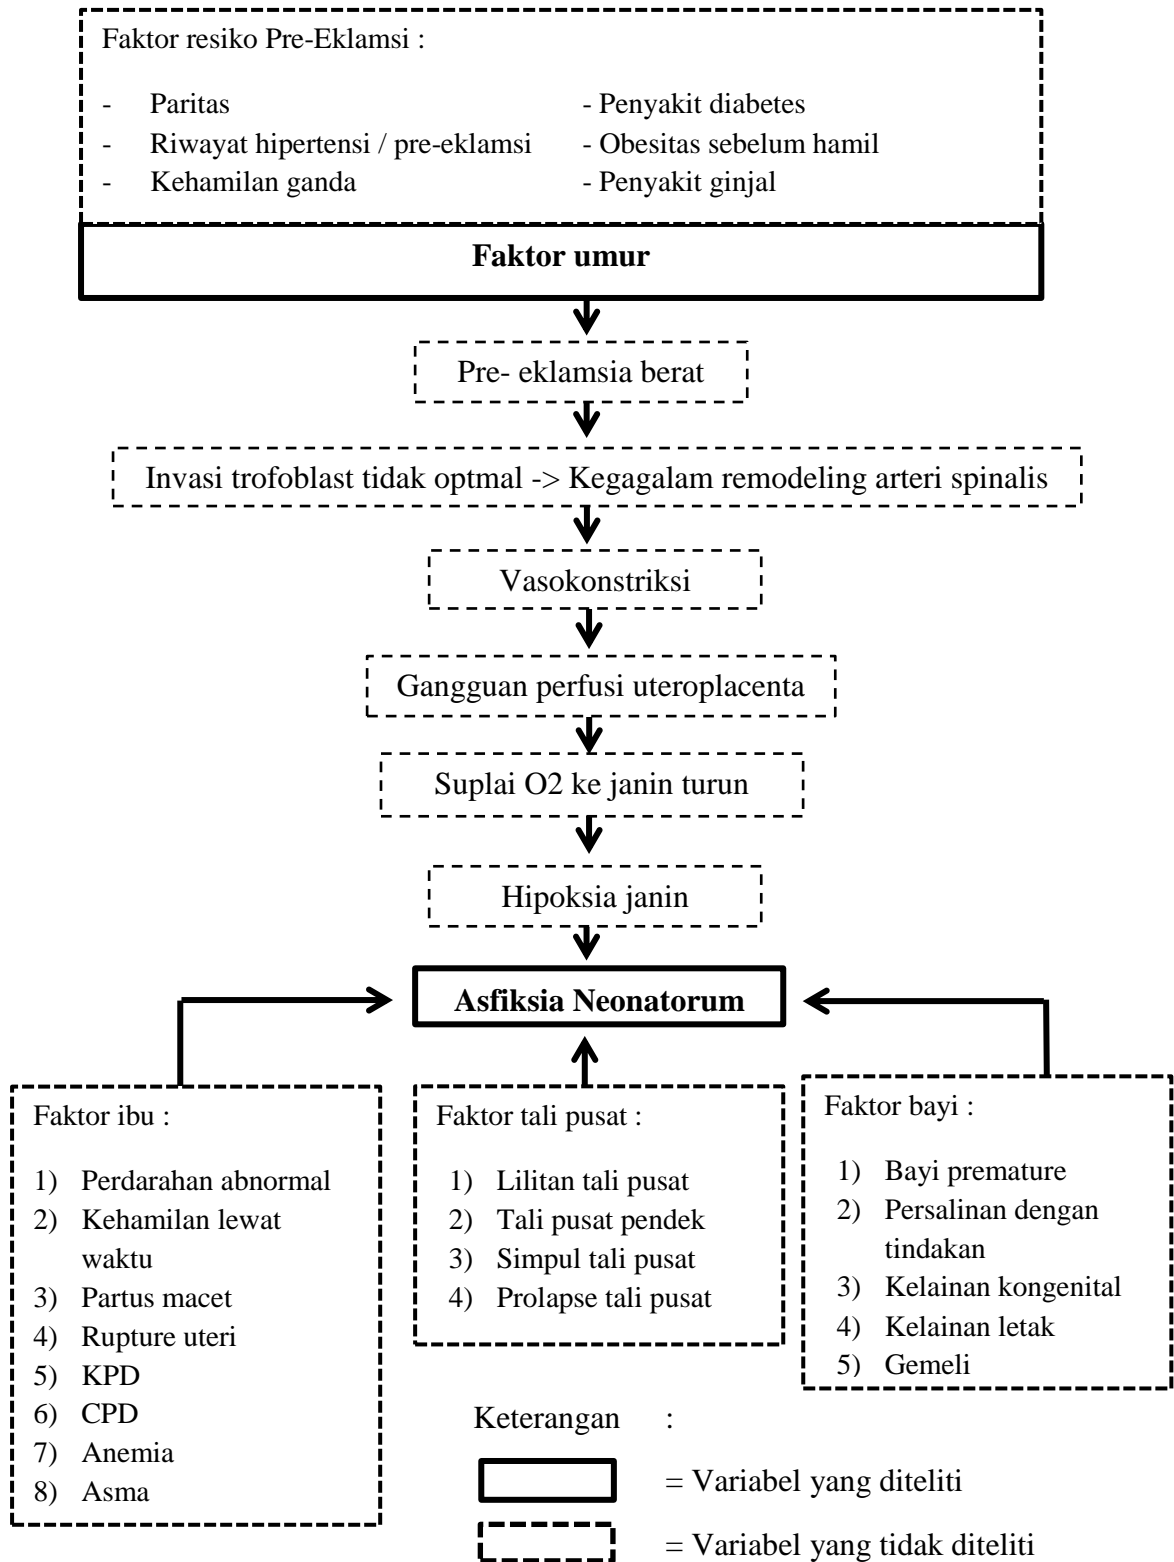 Faktor resiko Pre-Eklamsi :
- Paritas - Penyakit diabetes
- Riwayat hipertensi / pre-eklamsi - Obesitas sebelum hamil
- Kehamilan ganda - Penyakit ginjal
Faktor umur
Pre- eklamsia berat
Invasi trofoblast tidak optmal -> Kegagalam remodeling arteri spinalis
Vasokonstriksi
Gangguan perfusi uteroplacenta
Suplai O2 ke janin turun
Hipoksia janin
Asfiksia Neonatorum
Faktor ibu :
1) Perdarahan abnormal
2) Kehamilan lewat
waktu
3) Partus macet
4) Rupture uteri
5) KPD
6) CPD
7) Anemia
8) Asma
Faktor tali pusat :
1) Lilitan tali pusat
2) Tali pusat pendek
3) Simpul tali pusat
4) Prolapse tali pusat
Faktor bayi :
1) Bayi premature
2) Persalinan dengan
tindakan
3) Kelainan kongenital
4) Kelainan letak
5) Gemeli
Keterangan :
= Variabel yang diteliti
= Variabel yang tidak diteliti